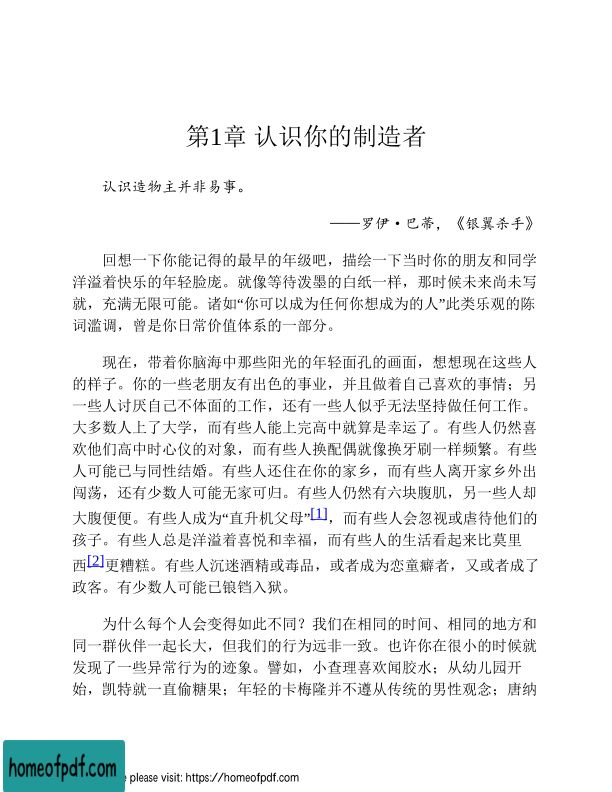 第1章 认识你的制造者
认识造物主并非易事。
——罗伊·巴蒂，《银翼杀手》
回想一下你能记得的最早的年级吧，描绘一下当时你的朋友和同学
洋溢着快乐的年轻脸庞。就像等待泼墨的白纸一样，那时候未来尚未写
就，充满无限可能。诸如“你可以成为任何你想成为的人”此类乐观的陈
词滥调，曾是你日常价值体系的一部分。
现在，带着你脑海中那些阳光的年轻面孔的画面，想想现在这些人
的样子。你的一些老朋友有出色的事业，并且做着自己喜欢的事情；另
一些人讨厌自己不体面的工作，还有一些人似乎无法坚持做任何工作。
大多数人上了大学，而有些人能上完高中就算是幸运了。有些人仍然喜
欢他们高中时心仪的对象，而有些人换配偶就像换牙刷一样频繁。有些
人可能已与同性结婚。有些人还住在你的家乡，而有些人离开家乡外出
闯荡，还有少数人可能无家可归。有些人仍然有六块腹肌，另一些人却
大腹便便。有些人成为“直升机父母”[1]，而有些人会忽视或虐待他们的
孩子。有些人总是洋溢着喜悦和幸福，而有些人的生活看起来比莫里
西[2]更糟糕。有些人沉迷酒精或毒品，或者成为恋童癖者，又或者成了
政客。有少数人可能已锒铛入狱。
为什么每个人会变得如此不同？我们在相同的时间、相同的地方和
同一群伙伴一起长大，但我们的行为远非一致。也许你在很小的时候就
发现了一些异常行为的迹象。譬如，小查理喜欢闻胶水；从幼儿园开
始，凯特就一直偷糖果；年轻的卡梅隆并不遵从传统的男性观念；唐纳
homeofpdf.com
please visit: https://homeofpdf.com